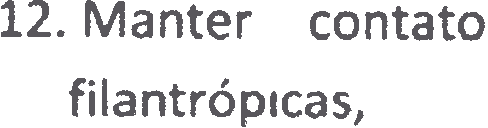 12. Manter contato
filantrópicas,